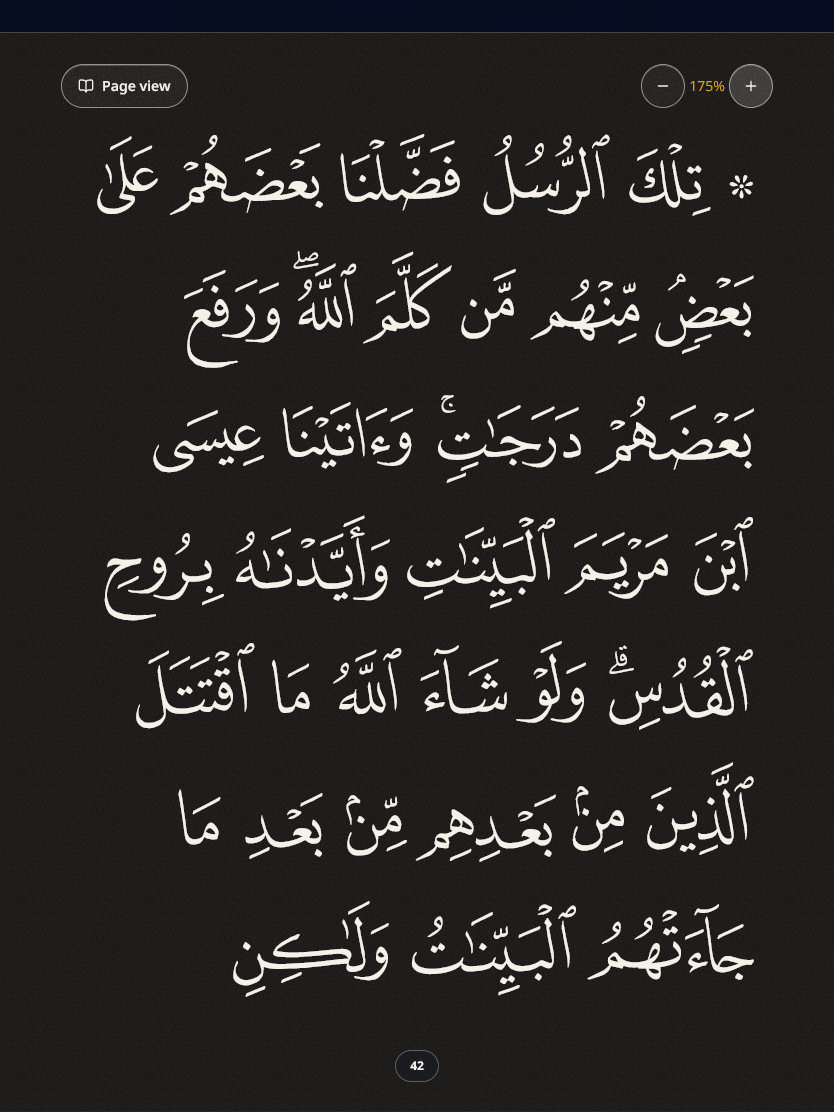 Page view
− 175% +
۞ تِلْكَ ٱلرُّسُلُ فَضَّلْنَا بَعْضَهُمْ عَلَىٰ
بَعْضٍۢ مِّنْهُم مَّن كَلَّمَ ٱللَّهُ ۖ وَرَفَعَ
بَعْضَهُمْ دَرَجَـٰتٍۢ ۚ وَءَاتَيْنَا عِيسَى
ٱبْنَ مَرْيَمَ ٱلْبَيِّنَـٰتِ وَأَيَّدْنَـٰهُ بِرُوحِ
ٱلْقُدُسِ ۗ وَلَوْ شَآءَ ٱللَّهُ مَا ٱقْتَتَلَ
ٱلَّذِينَ مِنۢ بَعْدِهِم مِّنۢ بَعْدِ مَا
جَآءَتْهُمُ ٱلْبَيِّنَـٰتُ وَلَـٰكِنِ
42